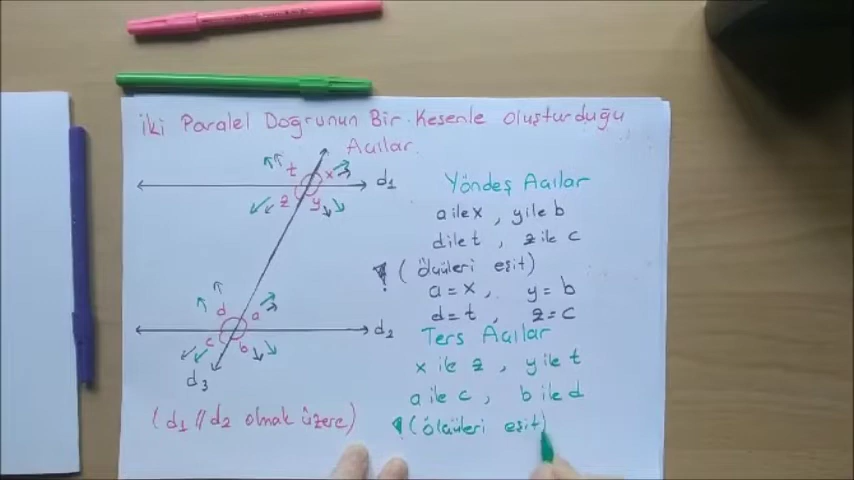 iki Paralel Doğrunun Bir Kesenle oluşturduğu
Açılar
t x d₁
z y
d a d₂
c b
d₃
(d₁ // d₂ olmak üzere)
Yöndeş Açılar
a ile x, y ile b
d ile t, z ile c
! (ölçüleri eşit)
a = x, y = b
d = t, z = c
Ters Açılar
x ile z, y ile t
a ile c, b ile d
! (ölçüleri eşit)